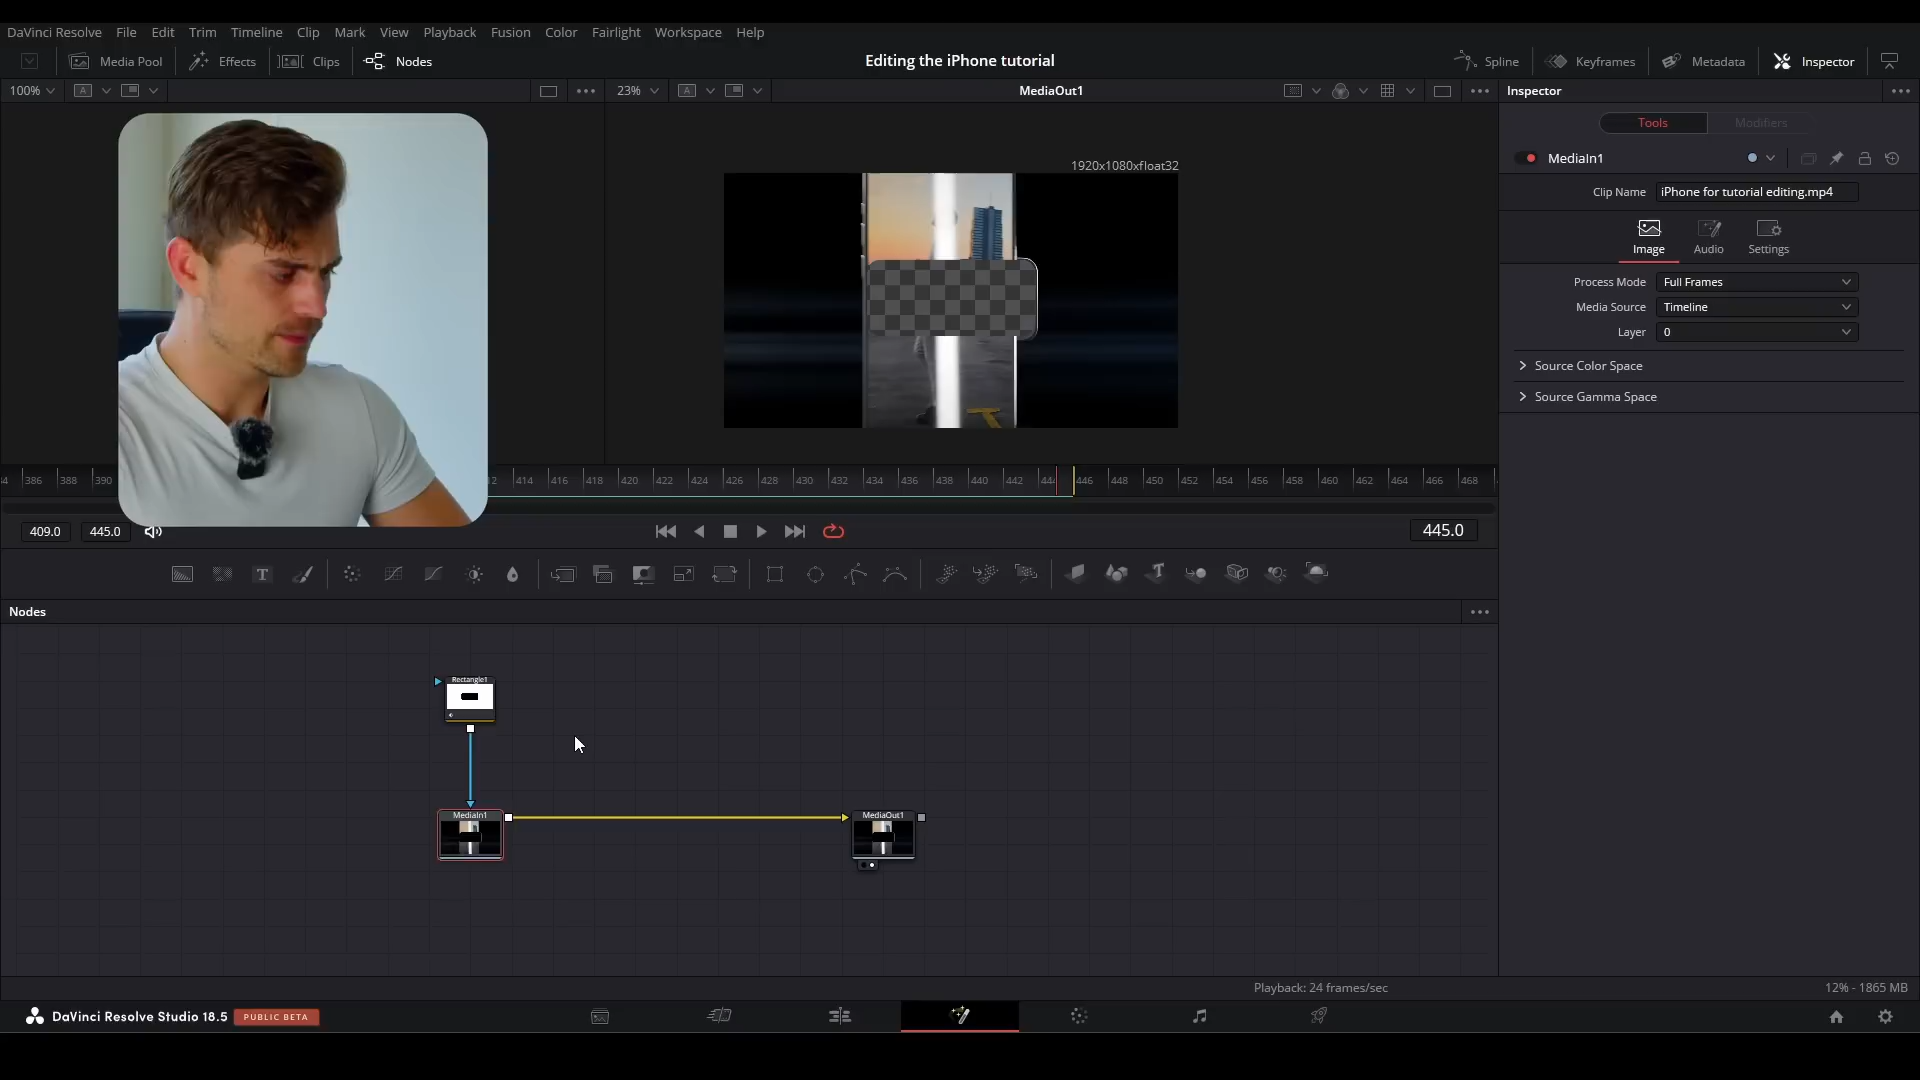 DaVinci Resolve File Edit Trim Timeline Clip Mark View Playback Fusion Color Fairlight Workspace Help
Media Pool Effects Clips Nodes Editing the iPhone tutorial Spline Keyframes Metadata Inspector
100% A 23% A MediaOut1 Inspector
Tools Modifiers
MediaIn1
1920x1080xfloat32
Clip Name iPhone for tutorial editing.mp4
Image Audio Settings
Process Mode Full Frames
Media Source Timeline
Layer 0
Source Color Space
Source Gamma Space
386 388 390 414 416 418 420 422 424 426 428 430 432 434 436 438 440 442 446 448 450 452 454 456 458 460 462 464 466 468
409.0 445.0 445.0
T T
Nodes
Rectangle1
MediaIn1 MediaOut1
Playback: 24 frames/sec 12% - 1865 MB
DaVinci Resolve Studio 18.5 PUBLIC BETA